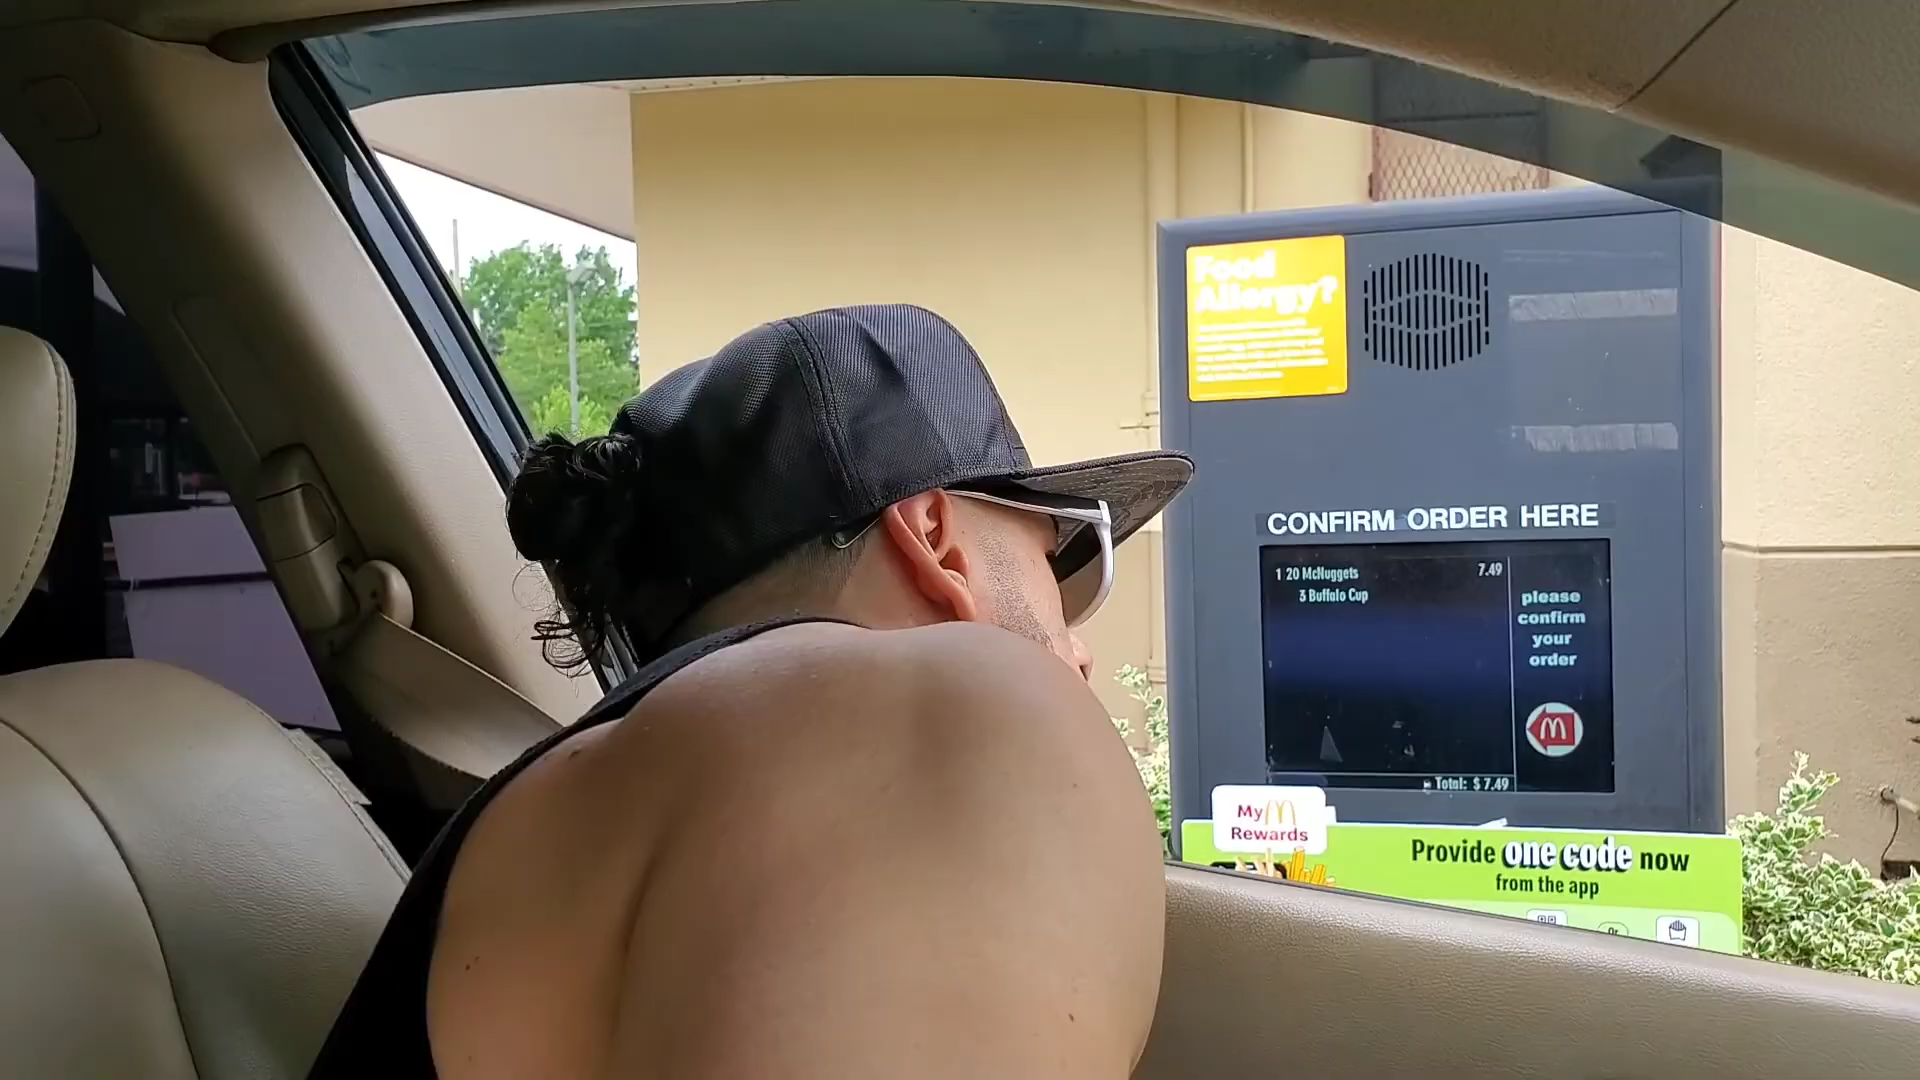 Food
Allergy?
CONFIRM ORDER HERE
1 20 McNuggets 7.49
3 Buffalo Cup
please
confirm
your
order
Total: $ 7.49
My
Rewards
Provide one code now
from the app
Or